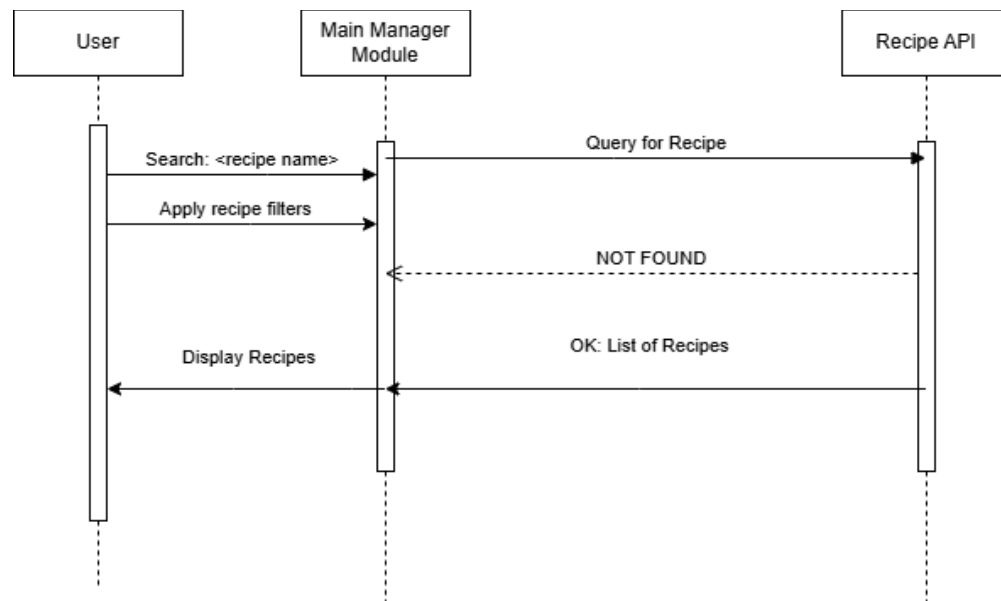 User
Main Manager
Module
Recipe API
Query for Recipe
Search: <recipe name>
Apply recipe filters
NOT FOUND
OK: List of Recipes
Display Recipes